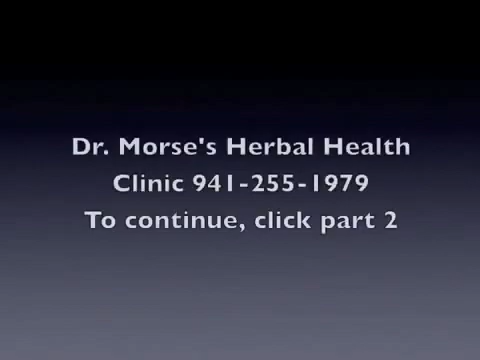 Dr. Morse's Herbal Health
Clinic 941-255-1979
To continue, click part 2